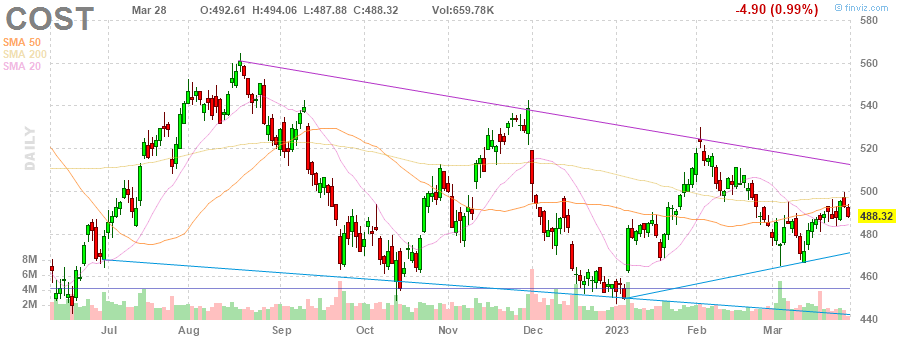 COST
Mar 28 O:492.61 H:494.06 L:487.88 C:488.32 Vol:659.78K -4.90 (0.99%)
© finviz.com
SMA 50
SMA 200
SMA 20
DAILY
580
560
540
520
500
488.32
480
460
440
8M
6M
4M
2M
Jul Aug Sep Oct Nov Dec 2023 Feb Mar